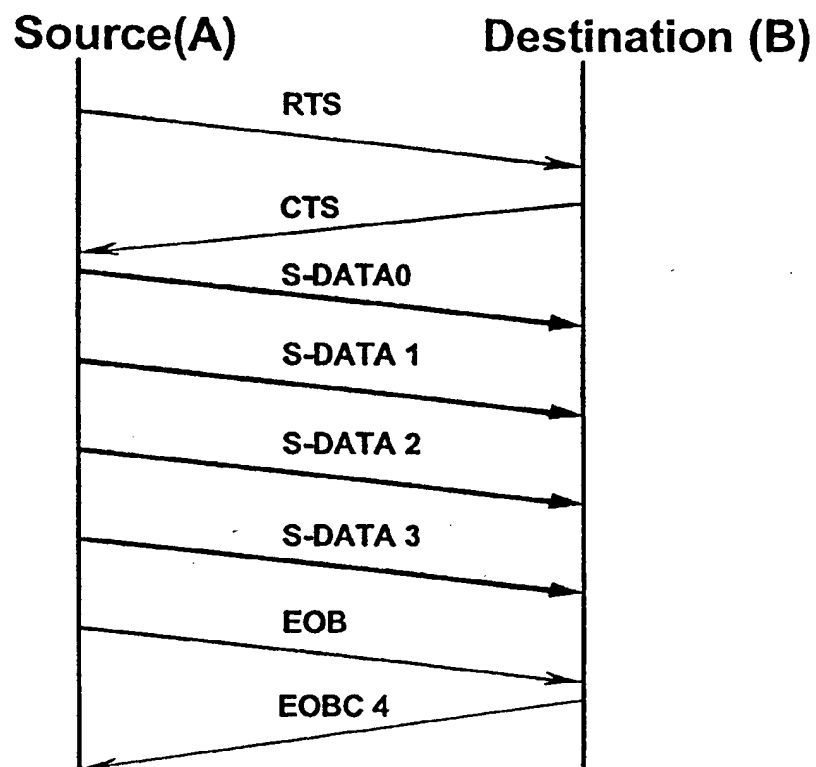 Source(A) Destination (B)
RTS
CTS
S-DATA0
S-DATA 1
S-DATA 2
S-DATA 3
EOB
EOBC 4